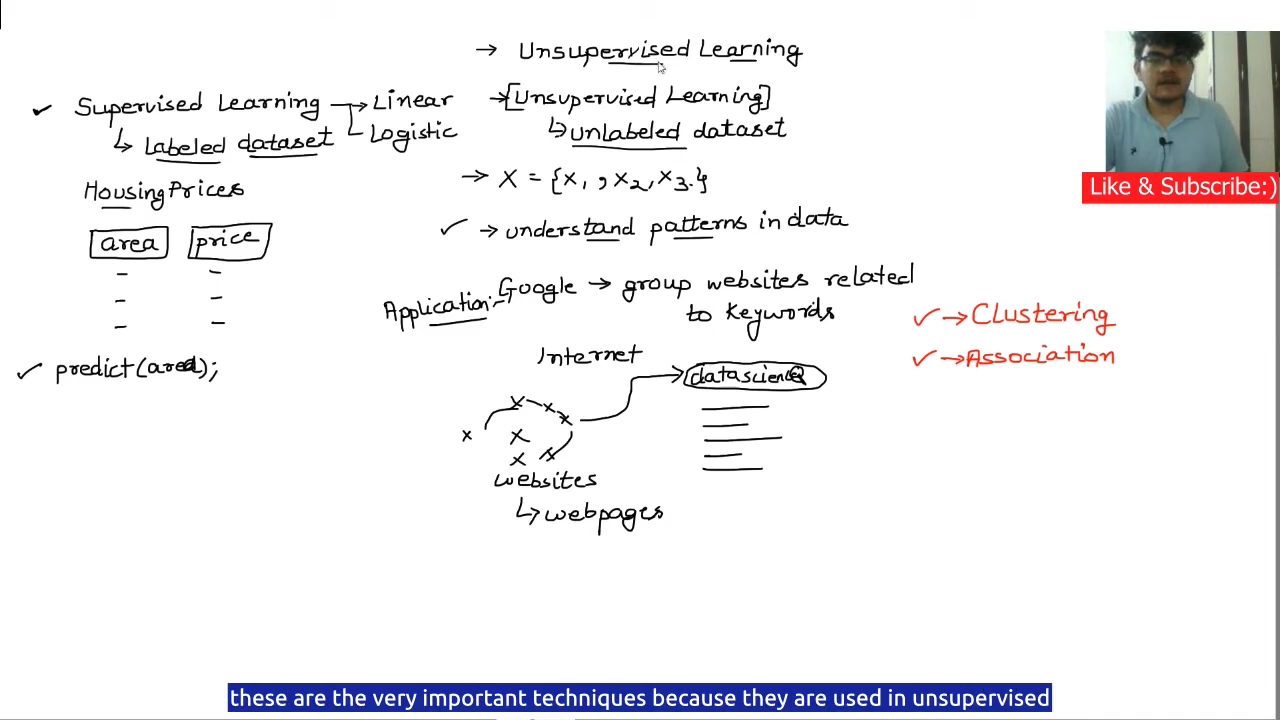 → Unsupervised Learning
✓ Supervised Learning → Linear
Logistic
↳ Labeled dataset
Housing Prices
area price
- -
- -
- -
✓ predict(area);
→ [Unsupervised Learning]
↳ unlabeled dataset
→ X = {x1, x2, x3.}
✓ → understand patterns in data
Application:- Google → group websites related
to keywords
Internet
datascience
websites
↳ webpages
✓ → Clustering
✓ → Association
Like & Subscribe:)
these are the very important techniques because they are used in unsupervised